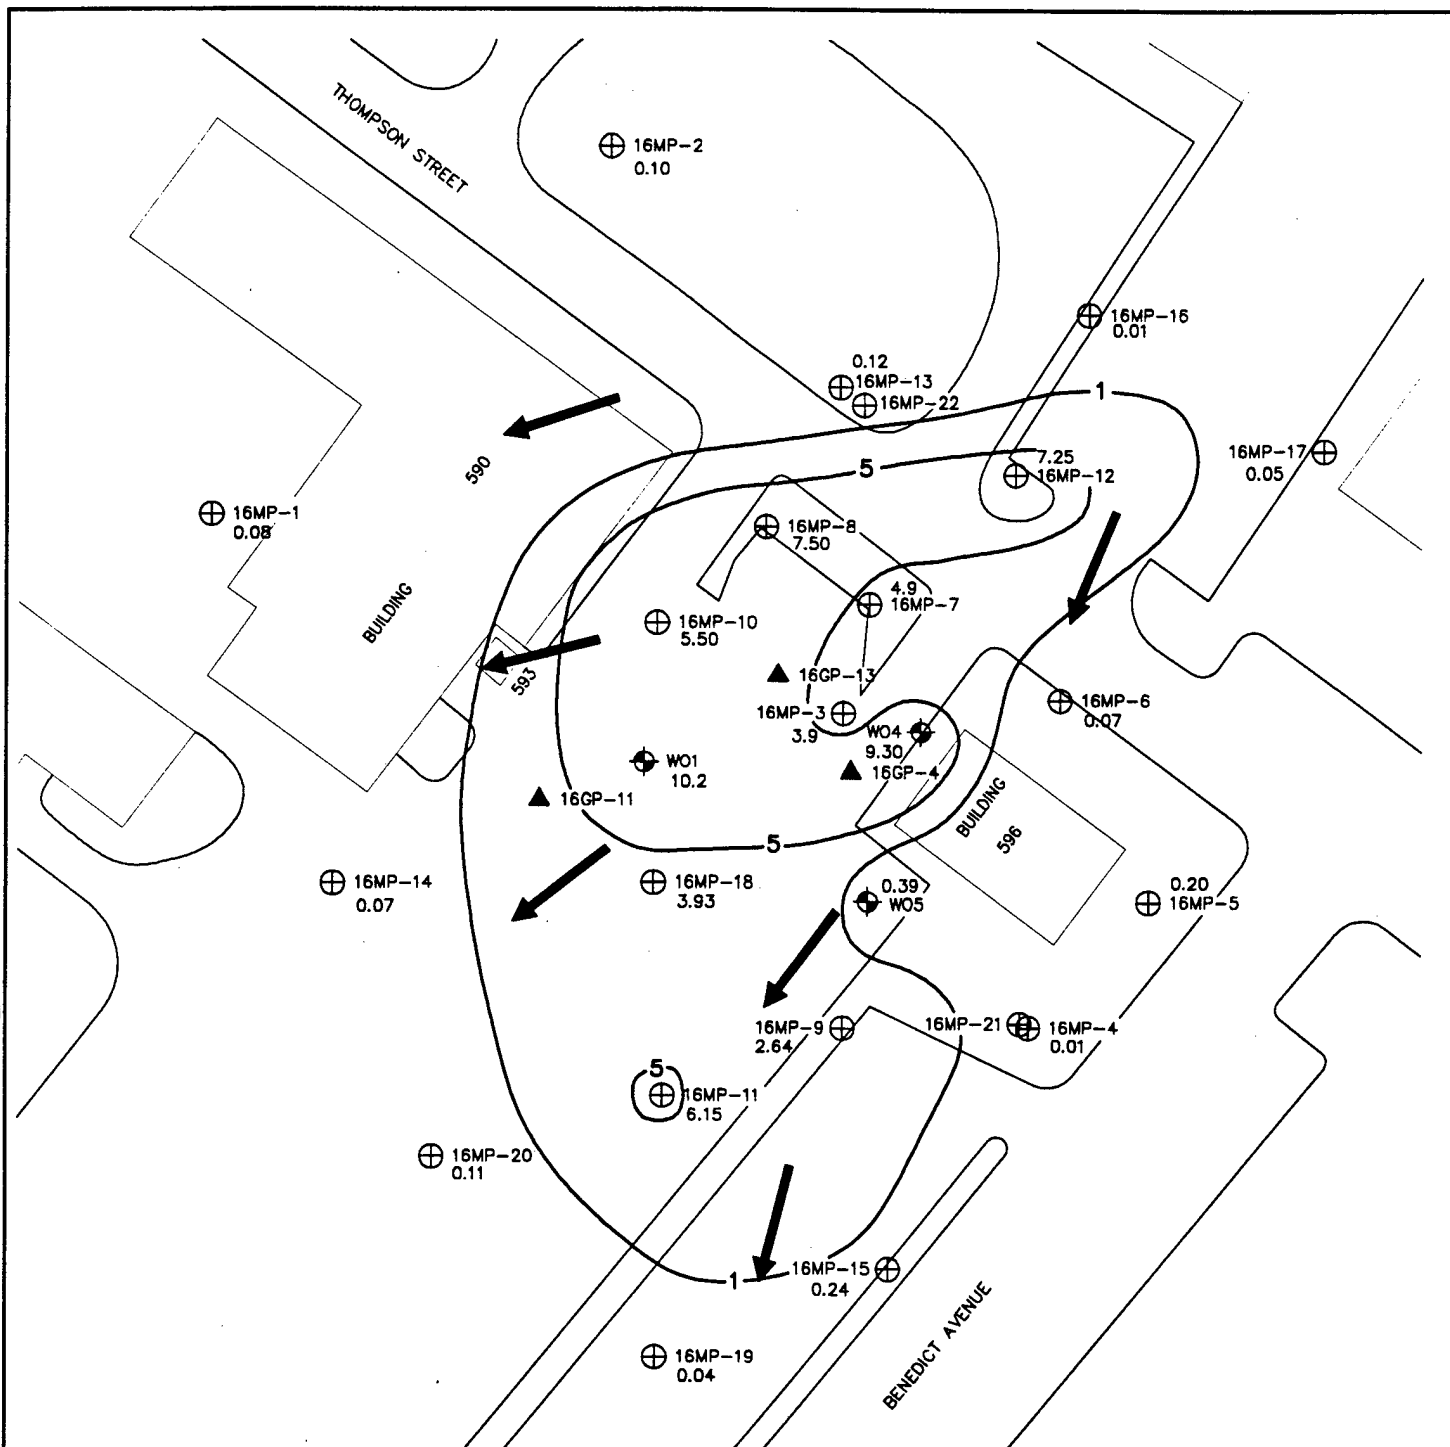 THOMPSON STREET
16MP-2
0.10
16MP-16
0.01
0.12
16MP-13
16MP-22
1
16MP-17
0.05
5
7.25
16MP-12
590
16MP-1
0.08
16MP-8
7.50
4.9
16MP-7
BUILDING
16MP-10
5.50
593
16GP-13
16MP-3
3.9
16MP-6
0.07
WO4
9.30
WO1
10.2
16GP-4
16GP-11
BUILDING
596
5
16MP-14
0.07
16MP-18
3.93
0.39
WO5
0.20
16MP-5
16MP-9
2.64
16MP-21
16MP-4
0.01
5
16MP-11
6.15
16MP-20
0.11
1
16MP-15
0.24
BENEDICT AVENUE
16MP-19
0.04